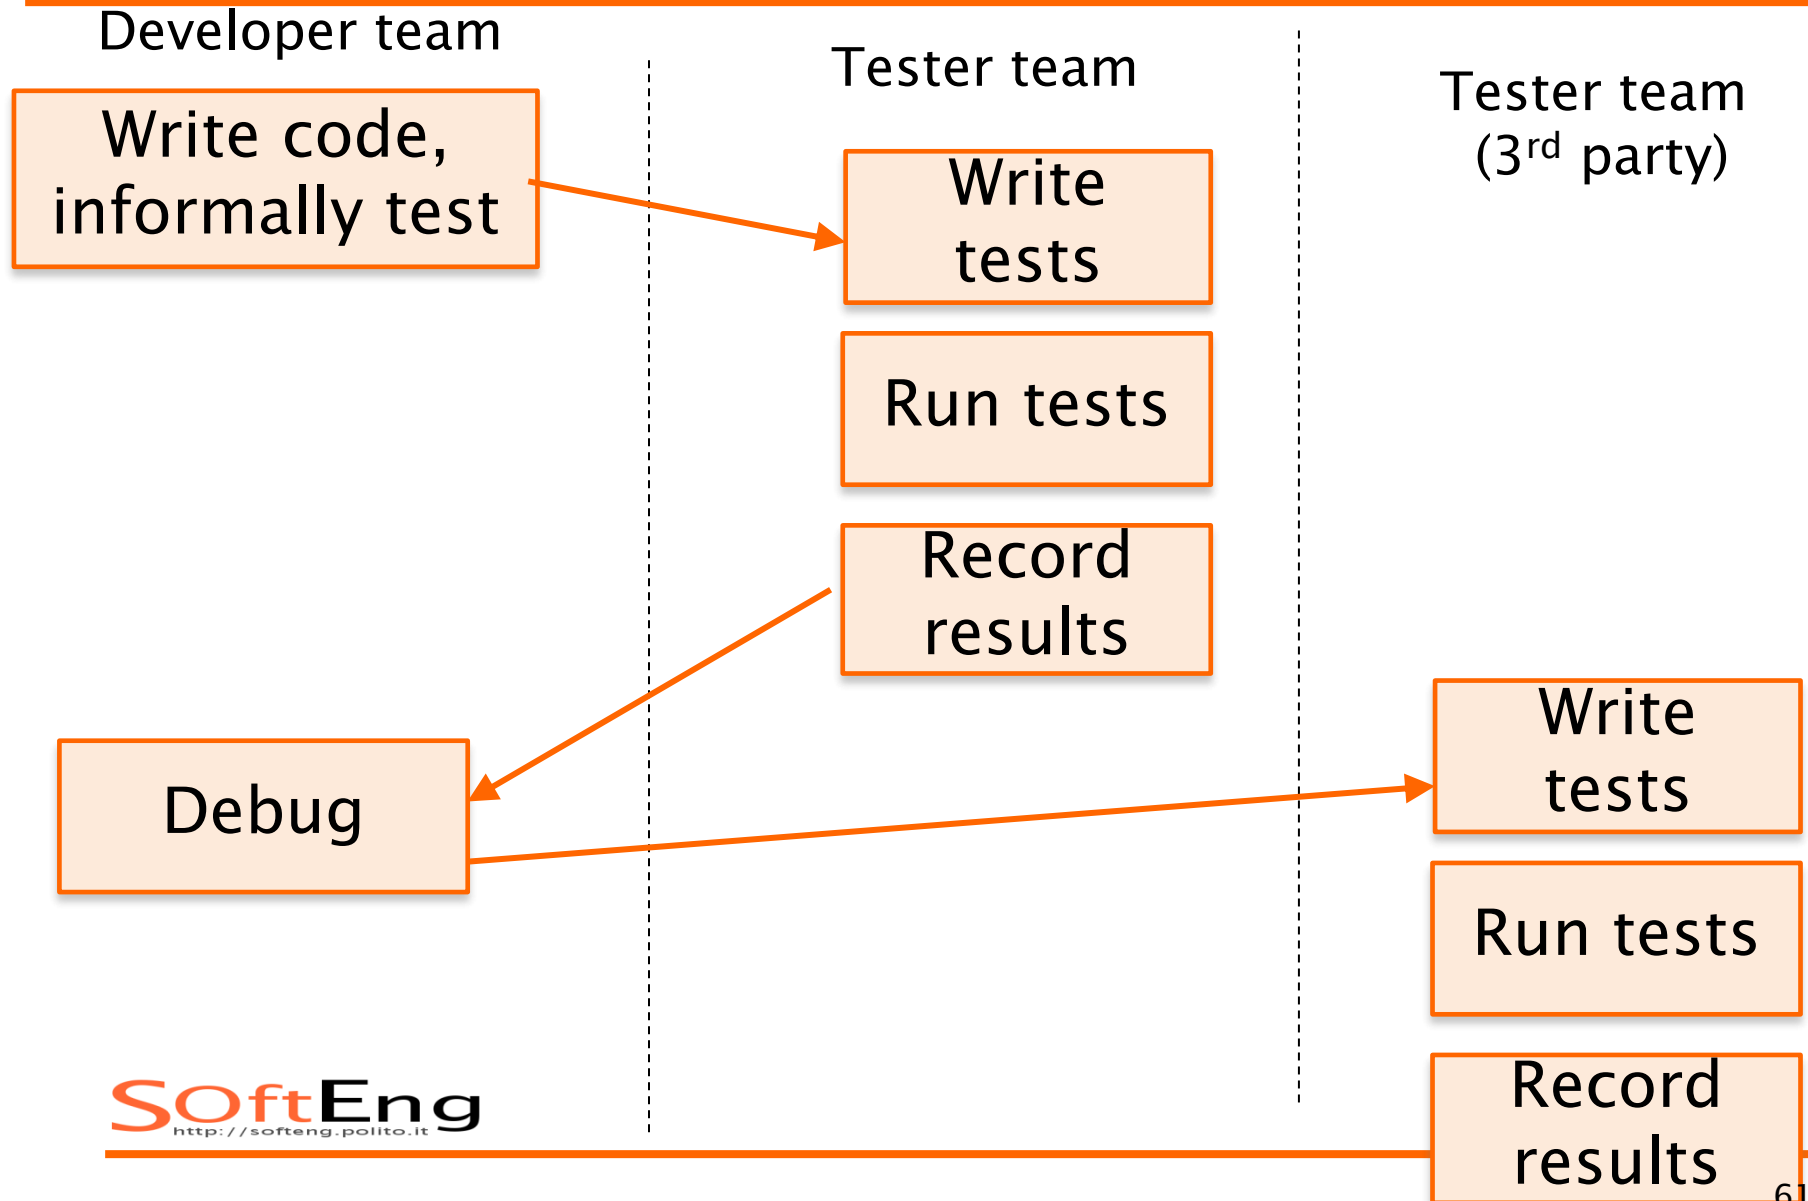 Developer team
Write code,
informally test
Debug
Tester team
Write
tests
Run tests
Record
results
Tester team
(3rd party)
Write
tests
Run tests
Record
results
SOftEng
http://softeng.polito.it
61